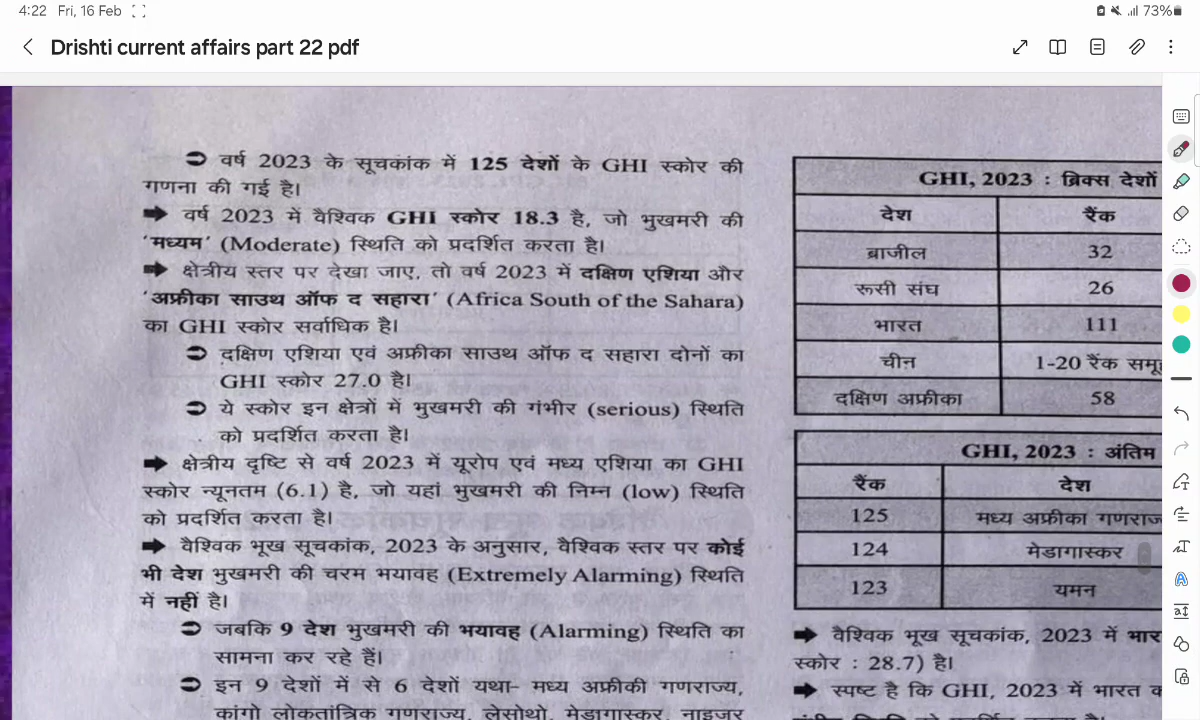 4:22 Fri, 16 Feb 73%
Drishti current affairs part 22 pdf
वर्ष 2023 के सूचकांक में 125 देशों के GHI स्कोर की
गणना की गई है।
वर्ष 2023 में वैश्विक GHI स्कोर 18.3 है, जो भुखमरी की
'मध्यम' (Moderate) स्थिति को प्रदर्शित करता है।
क्षेत्रीय स्तर पर देखा जाए, तो वर्ष 2023 में दक्षिण एशिया और
'अफ्रीका साउथ ऑफ द सहारा' (Africa South of the Sahara)
का GHI स्कोर सर्वाधिक है।
दक्षिण एशिया एवं अफ्रीका साउथ ऑफ द सहारा दोनों का
GHI स्कोर 27.0 है।
ये स्कोर इन क्षेत्रों में भुखमरी की गंभीर (serious) स्थिति
को प्रदर्शित करता है।
क्षेत्रीय दृष्टि से वर्ष 2023 में यूरोप एवं मध्य एशिया का GHI
स्कोर न्यूनतम (6.1) है, जो यहां भुखमरी की निम्न (low) स्थिति
को प्रदर्शित करता है।
वैश्विक भूख सूचकांक, 2023 के अनुसार, वैश्विक स्तर पर कोई
भी देश भुखमरी की चरम भयावह (Extremely Alarming) स्थिति
में नहीं है।
जबकि 9 देश भुखमरी की भयावह (Alarming) स्थिति का
सामना कर रहे हैं।
इन 9 देशों में से 6 देशों यथा- मध्य अफ्रीकी गणराज्य,
कांगो लोकतांत्रिक गणराज्य, लेसोथो, मेडागास्कर, नाइजर
GHI, 2023 : ब्रिक्स देशों
देश रैंक
ब्राजील 32
रूसी संघ 26
भारत 111
चीन 1-20 रैंक समू
दक्षिण अफ्रीका 58
GHI, 2023 : अंतिम
रैंक देश
125 मध्य अफ्रीका गणराज
124 मेडागास्कर
123 यमन
वैश्विक भूख सूचकांक, 2023 में भार
स्कोर : 28.7) है।
स्पष्ट है कि GHI, 2023 में भारत क